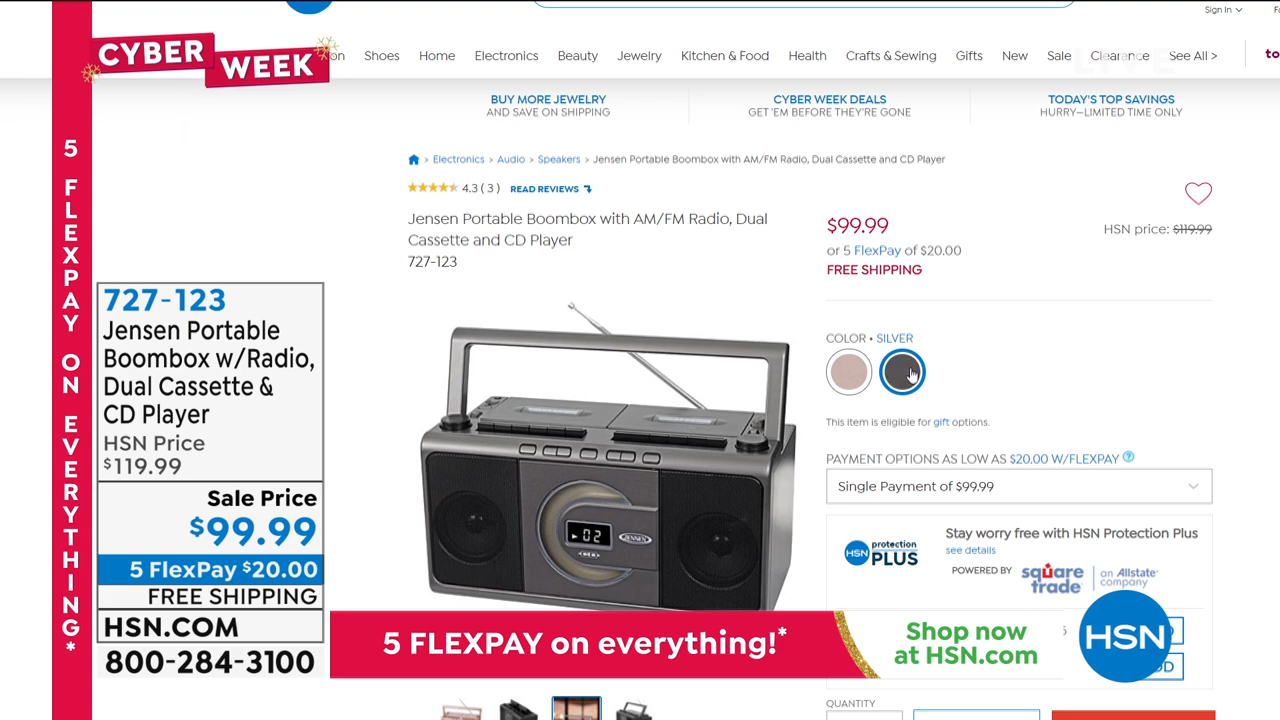 Sign In
CYBER
WEEK
on
Shoes
Home
Electronics
Beauty
Jewelry
Kitchen & Food
Health
Crafts & Sewing
Gifts
New
Sale
Clearance
See All >
to
LIVE
BUY MORE JEWELRY
AND SAVE ON SHIPPING
CYBER WEEK DEALS
GET 'EM BEFORE THEY'RE GONE
TODAY'S TOP SAVINGS
HURRY—LIMITED TIME ONLY
5 FLEXPAY ON EVERYTHING*
> Electronics > Audio > Speakers > Jensen Portable Boombox with AM/FM Radio, Dual Cassette and CD Player
4.3 ( 3 ) READ REVIEWS
Jensen Portable Boombox with AM/FM Radio, Dual
Cassette and CD Player
727-123
$99.99
HSN price: $119.99
or 5 FlexPay of $20.00
FREE SHIPPING
COLOR • SILVER
This item is eligible for gift options.
PAYMENT OPTIONS AS LOW AS $20.00 W/FLEXPAY ?
Single Payment of $99.99
HSN protection
PLUS
Stay worry free with HSN Protection Plus
see details
POWERED BY
square
trade
an Allstate
company
727-123
Jensen Portable
Boombox w/Radio,
Dual Cassette &
CD Player
HSN Price
$119.99
Sale Price
$99.99
5 FlexPay $20.00
FREE SHIPPING
HSN.COM
800-284-3100
02
JENSEN
5 FLEXPAY on everything!*
Shop now
at HSN.com
HSN
QUANTITY